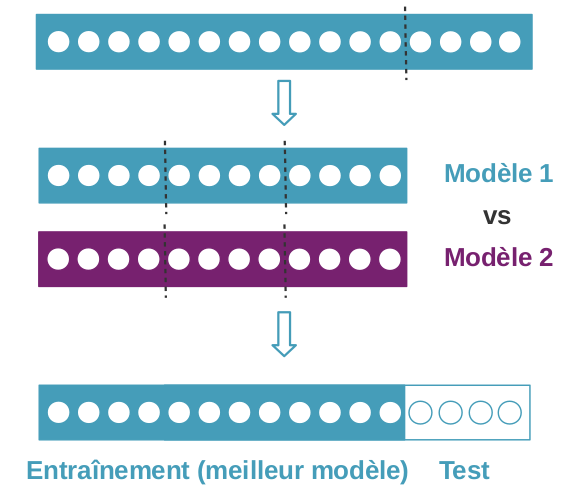 Modèle 1
vs
Modèle 2
Entraînement (meilleur modèle) Test